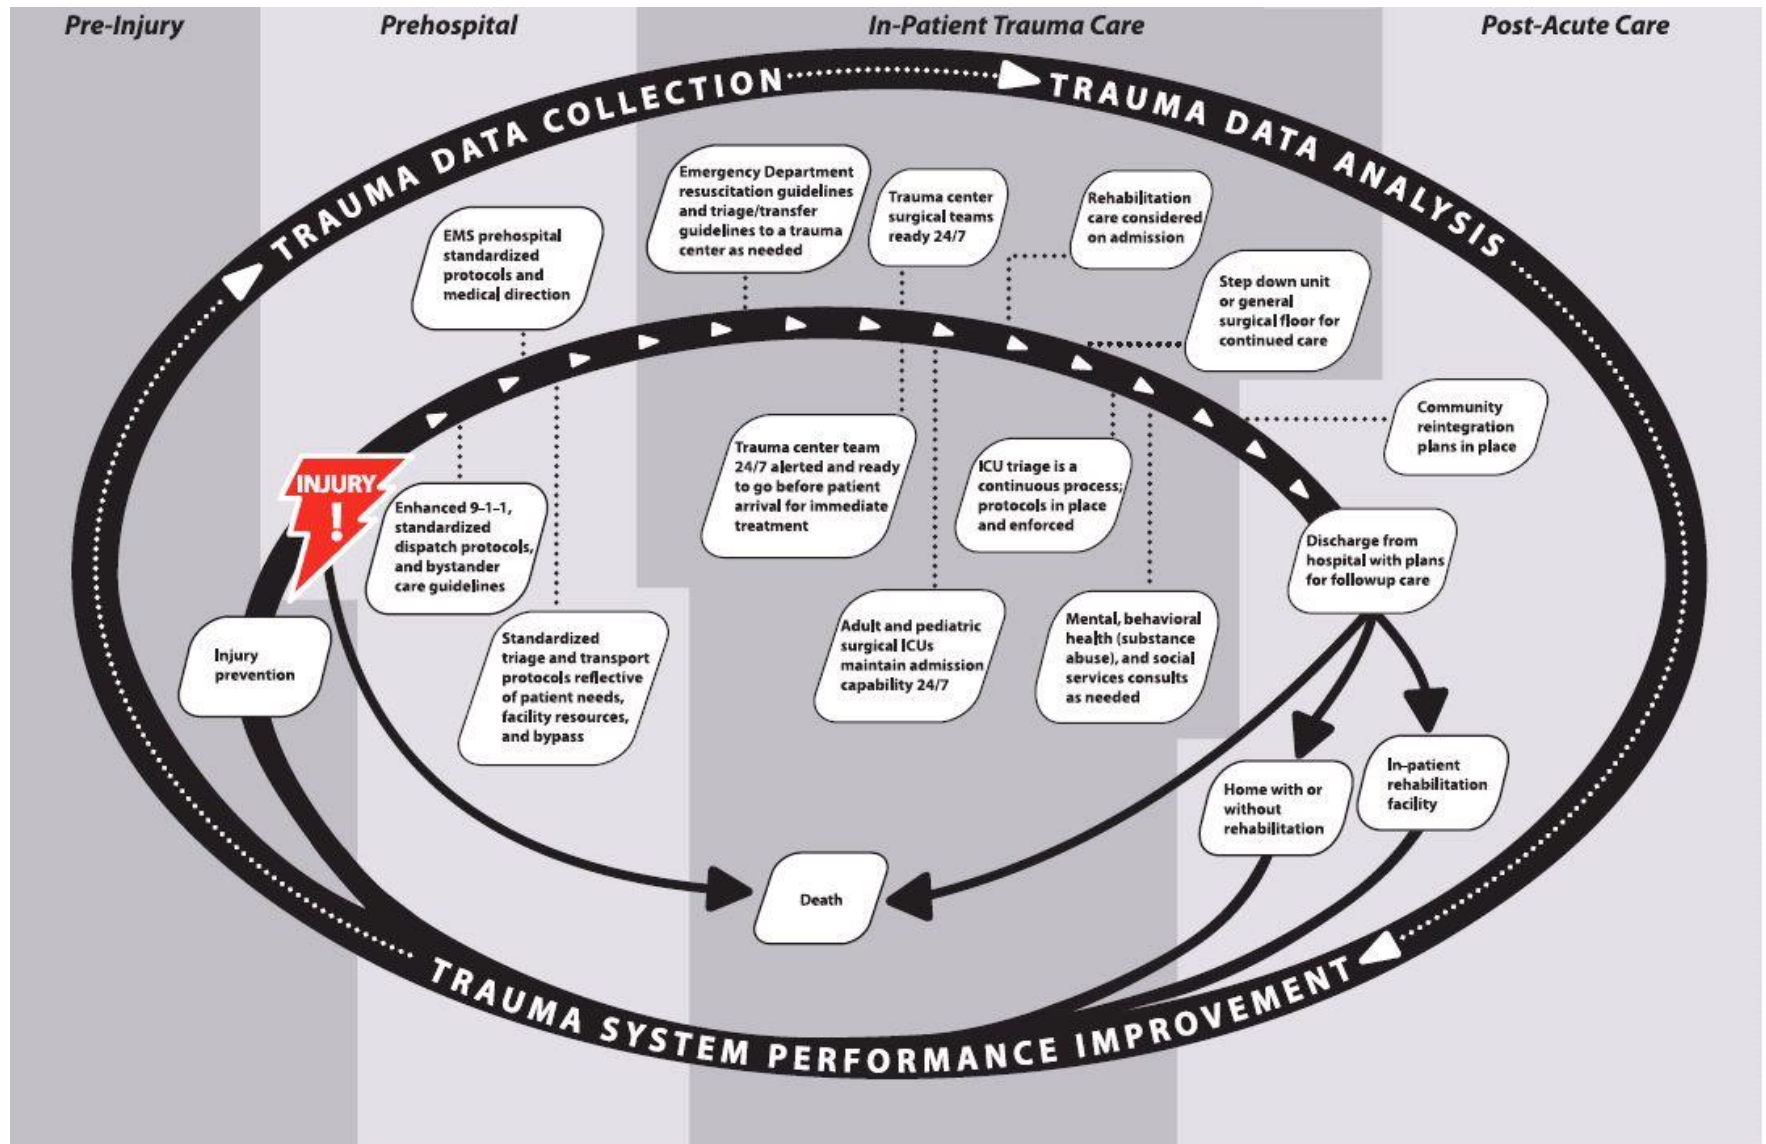 Pre-Injury
Prehospital
In-Patient Trauma Care
Post-Acute Care
TRAUMA DATA COLLECTION
TRAUMA DATA ANALYSIS
Emergency Department
resuscitation guidelines
and triage/transfer
guidelines to a trauma
center as needed
Trauma center
surgical teams
ready 24/7
Rehabilitation
care considered
on admission
EMS prehospital
standardized
protocols and
medical direction
Step down unit
or general
surgical floor for
continued care
Community
reintegration
plans in place
Trauma center team
24/7 alerted and ready
to go before patient
arrival for immediate
treatment
ICU triage is a
continuous process;
protocols in place
and enforced
INJURY
!
Enhanced 9-1-1,
standardized
dispatch protocols,
and bystander
care guidelines
Discharge from
hospital with plans
for followup care
Injury
prevention
Standardized
triage and transport
protocols reflective
of patient needs,
facility resources,
and bypass
Adult and pediatric
surgical ICUs
maintain admission
capability 24/7
Mental, behavioral
health (substance
abuse), and social
services consults
as needed
Home with or
without
rehabilitation
In-patient
rehabilitation
facility
Death
TRAUMA SYSTEM PERFORMANCE IMPROVEMENT